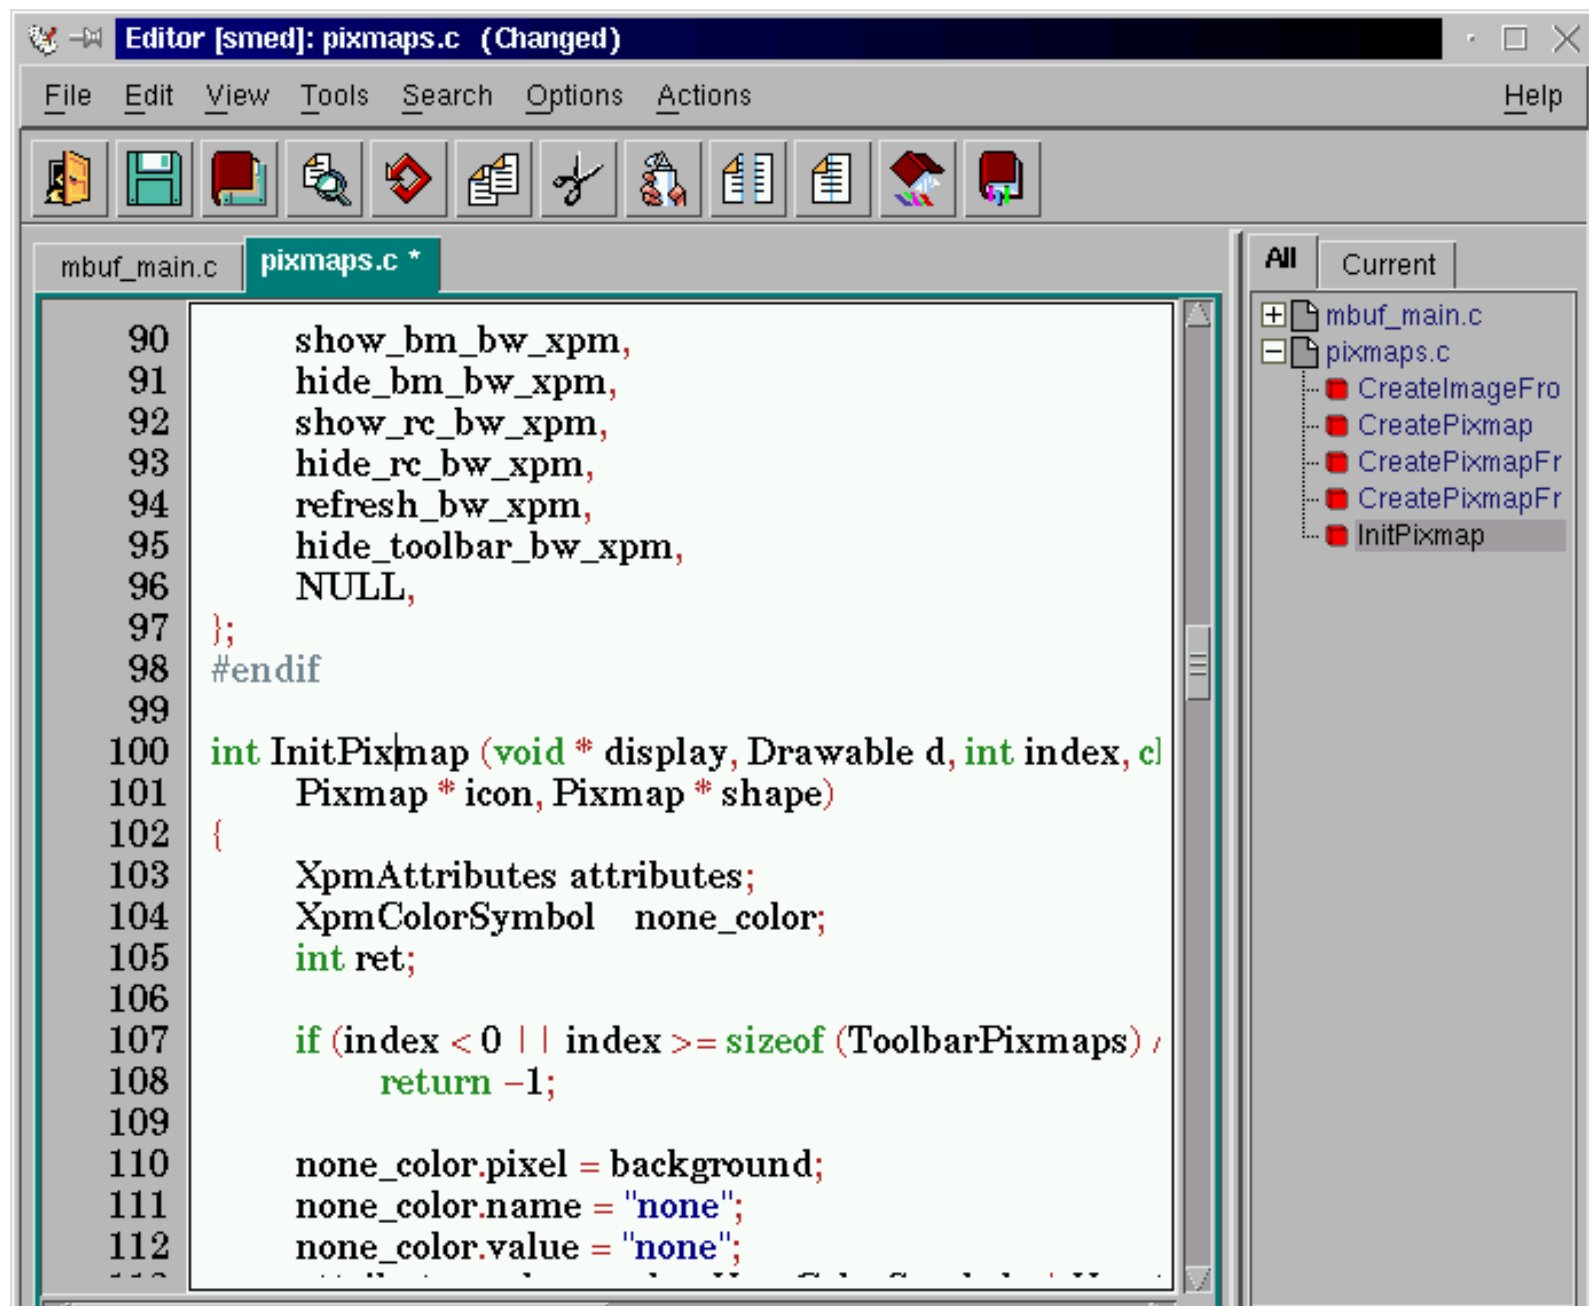 Editor [smed]: pixmaps.c (Changed)
File Edit View Tools Search Options Actions Help
mbuf_main.c pixmaps.c *
90 show_bm_bw_xpm,
91 hide_bm_bw_xpm,
92 show_rc_bw_xpm,
93 hide_rc_bw_xpm,
94 refresh_bw_xpm,
95 hide_toolbar_bw_xpm,
96 NULL,
97 };
98 #endif
99
100 int InitPixmap (void * display, Drawable d, int index,
101 Pixmap * icon, Pixmap * shape)
102 {
103 XpmAttributes attributes;
104 XpmColorSymbol none_color;
105 int ret;
106
107 if (index < 0 || index >= sizeof (ToolbarPixmaps) /
108 return -1;
109
110 none_color.pixel = background;
111 none_color.name = "none";
112 none_color.value = "none";
All Current
mbuf_main.c
pixmaps.c
CreateImageFro
CreatePixmap
CreatePixmapFr
CreatePixmapFr
InitPixmap